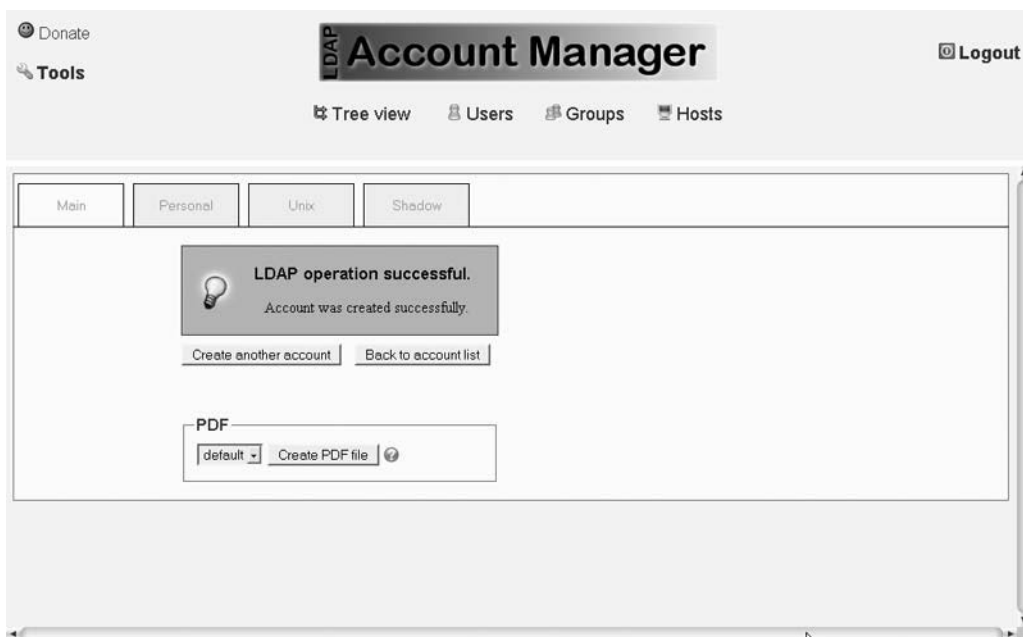 Donate
Tools
LDAP Account Manager
Logout
Tree view Users Groups Hosts
Main Personal Unix Shadow
LDAP operation successful.
Account was created successfully.
Create another account Back to account list
PDF
default Create PDF file